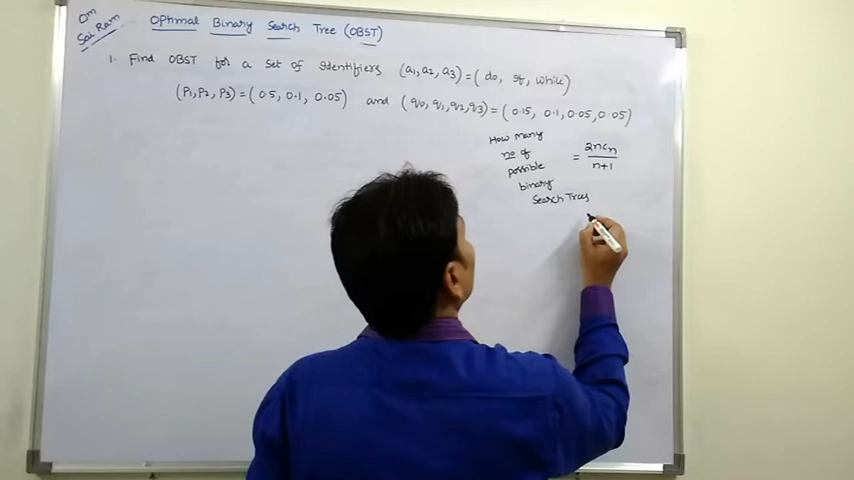 Om
Sai Ram
Optimal Binary Search Tree (OBST)
1. Find OBST for a set of Identifiers (a1, a2, a3) = (do, If, while)
(P1, P2, P3) = (0.5, 0.1, 0.05) and (q0, q1, q2, q3) = (0.15, 0.1, 0.05, 0.05)
How many
no of
possible
binary
Search Trees
= 2ncn
n+1